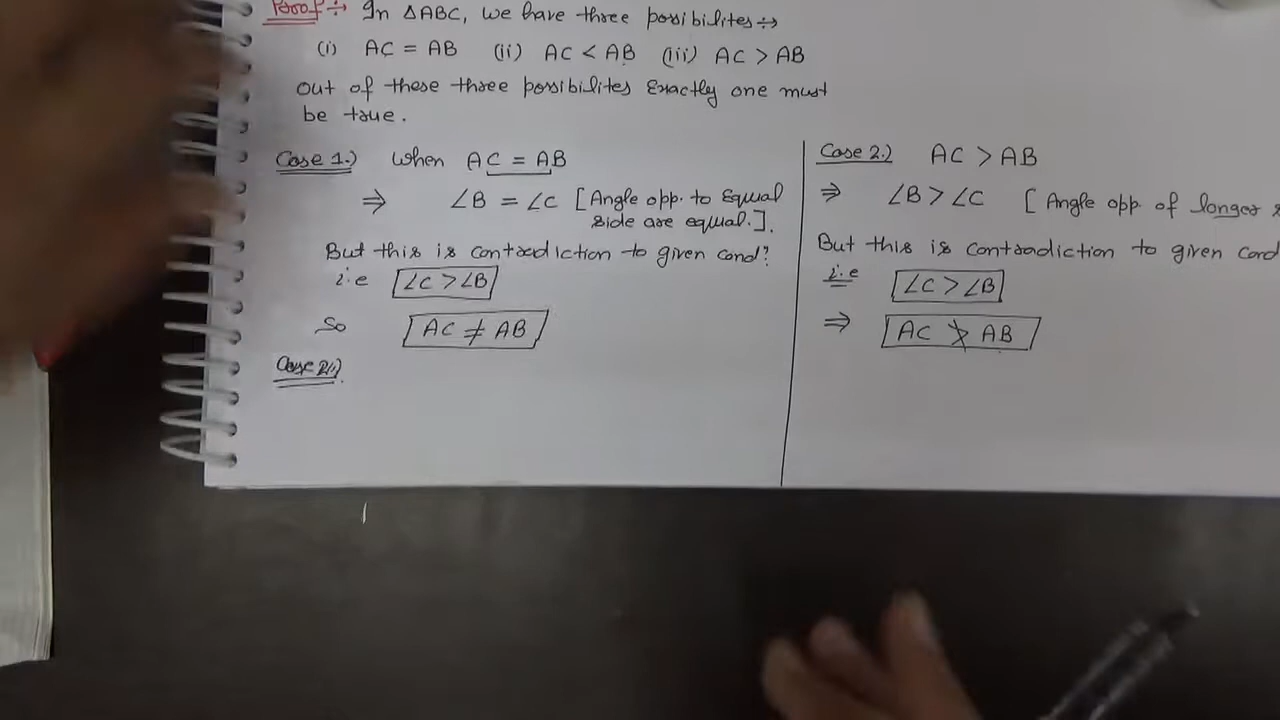 Proof ÷ In ΔABC, we have three possibilites ÷
(i) AC = AB (ii) AC < AB (iii) AC > AB
out of these three possibilites Exactly one must
be true.
Case 1.) When AC = AB
⇒ ∠B = ∠C [Angle opp. to Equal
side are equal.].
But this is contradiction to given condⁿ
i.e ∠C > ∠B
So AC ≠ AB
Case 2.)
Case 2.) AC > AB
⇒ ∠B > ∠C [Angle opp. of longer
But this is contradiction to given cond
i.e ∠C > ∠B
⇒ AC ≯ AB